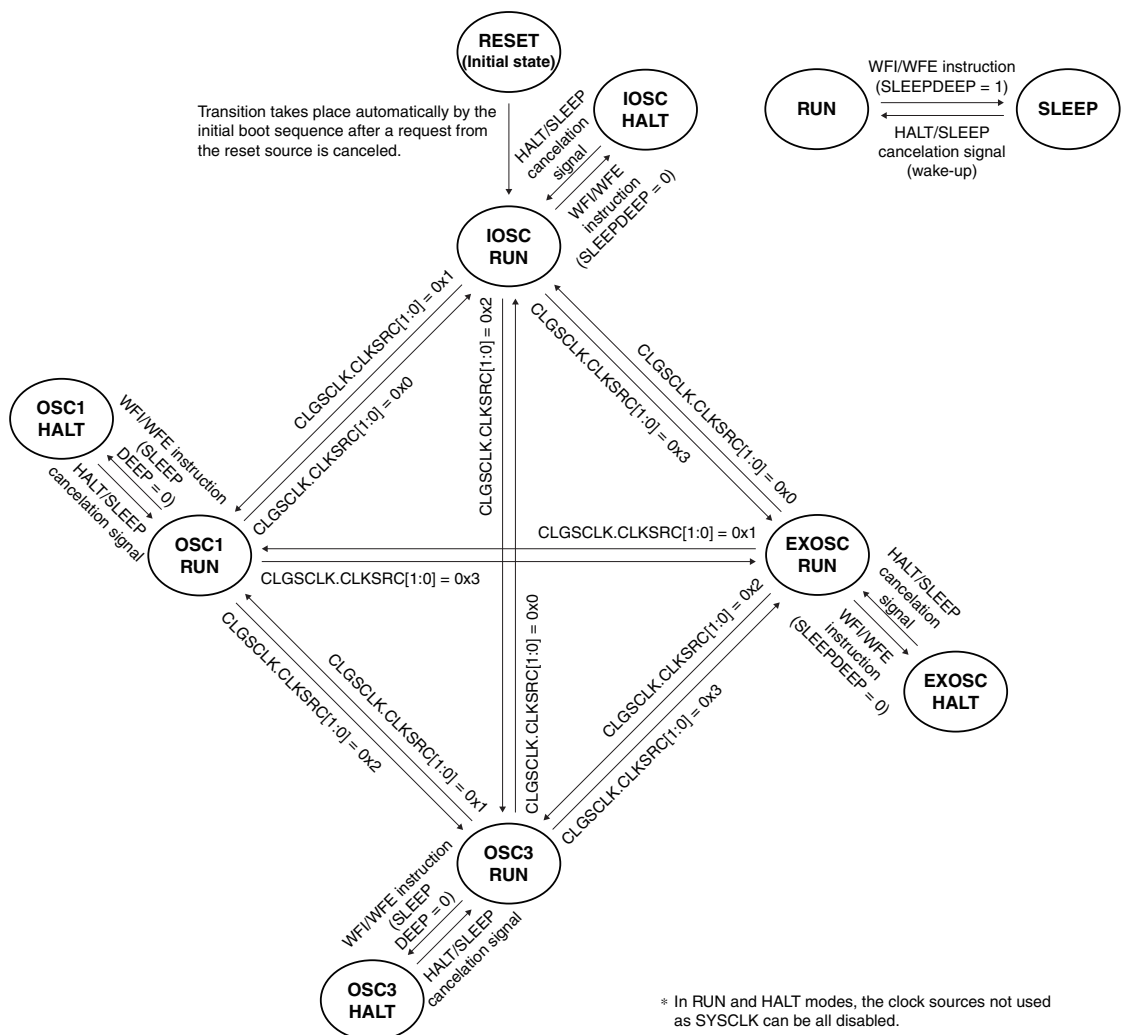 RESET
(Initial state)
Transition takes place automatically by the
initial boot sequence after a request from
the reset source is canceled.
IOSC
HALT
HALT/SLEEP
cancelation
signal
WFI/WFE
instruction
(SLEEPDEEP = 0)
RUN
WFI/WFE instruction
(SLEEPDEEP = 1)
HALT/SLEEP
cancelation signal
(wake-up)
SLEEP
IOSC
RUN
CLGSCLK.CLKSRC[1:0] = 0x1
CLGSCLK.CLKSRC[1:0] = 0x0
CLGSCLK.CLKSRC[1:0] = 0x2
CLGSCLK.CLKSRC[1:0] = 0x0
CLGSCLK.CLKSRC[1:0] = 0x3
CLGSCLK.CLKSRC[1:0] = 0x0
OSC1
HALT
WFI/WFE instruction
(SLEEP
DEEP = 0)
HALT/SLEEP
cancelation signal
OSC1
RUN
CLGSCLK.CLKSRC[1:0] = 0x1
CLGSCLK.CLKSRC[1:0] = 0x3
EXOSC
RUN
HALT/SLEEP
cancelation
signal
WFI/WFE
instruction
(SLEEPDEEP = 0)
EXOSC
HALT
CLGSCLK.CLKSRC[1:0] = 0x2
CLGSCLK.CLKSRC[1:0] = 0x1
CLGSCLK.CLKSRC[1:0] = 0x2
CLGSCLK.CLKSRC[1:0] = 0x3
OSC3
RUN
WFI/WFE instruction
(SLEEP
DEEP = 0)
HALT/SLEEP
cancelation signal
OSC3
HALT
* In RUN and HALT modes, the clock sources not used
as SYSCLK can be all disabled.